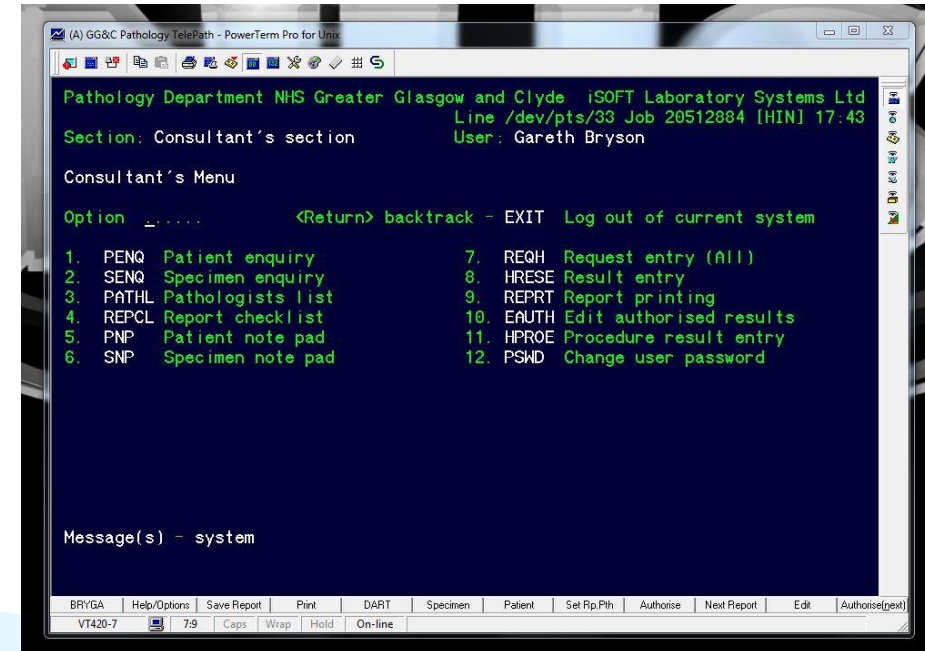 (A) GG&C Pathology TelePath - PowerTerm Pro for Unix
Pathology Department NHS Greater Glasgow and Clyde iSOFT Laboratory Systems Ltd
Line /dev/pts/33 Job 20512884 [HIN] 17:43
Section: Consultant's section User: Gareth Bryson
Consultant's Menu
Option ...... <Return> backtrack - EXIT Log out of current system
1. PENQ Patient enquiry 7. REQH Request entry (All)
2. SENQ Specimen enquiry 8. HRESE Result entry
3. PATHL Pathologists list 9. REPRT Report printing
4. REPCL Report checklist 10. EAUTH Edit authorised results
5. PNP Patient note pad 11. HPROE Procedure result entry
6. SNP Specimen note pad 12. PSWD Change user password
Message(s) - system
BRYGA Help/Options Save Report Print DART Specimen Patient Set Rp.Pth Authorise Next Report Edit Authorise(next)
VT420-7 7:9 Caps Wrap Hold On-line